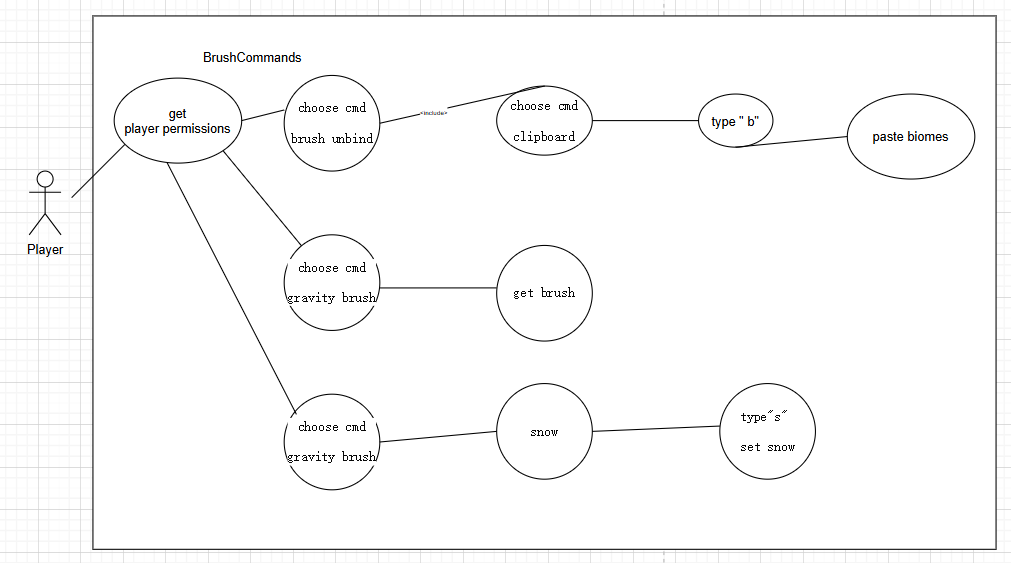 BrushCommands
get
player permissions
choose cmd
brush unbind
<include>
choose cmd
clipboard
type " b"
paste biomes
Player
choose cmd
gravity brush
get brush
choose cmd
gravity brush
snow
type"s"
set snow